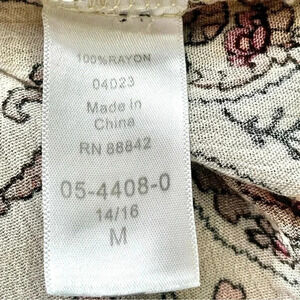 100% RAYON
04023
Made in
China
RN 88842
05-4408-0
14/16
M